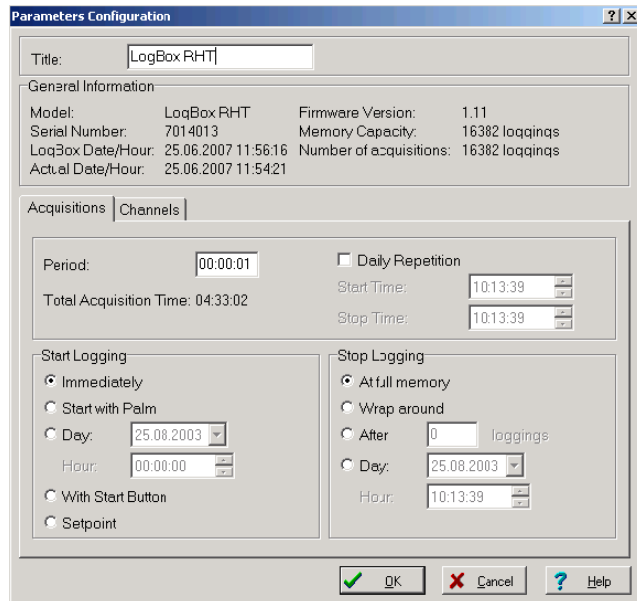 Parameters Configuration
Title: LogBox RHT
General Information
Model: LogBox RHT Firmware Version: 1.11
Serial Number: 7014013 Memory Capacity: 16382 loggings
LogBox Date/Hour: 25.06.2007 11:56:16 Number of acquisitions: 16382 loggings
Actual Date/Hour: 25.06.2007 11:54:21
Acquisitions Channels
Period: 00:00:01 Daily Repetition
Total Acquisition Time: 04:33:02 Start Time: 10:13:39
Stop Time: 10:13:39
Start Logging
Immediately
Start with Palm
Day: 25.08.2003
Hour: 00:00:00
With Start Button
Setpoint
Stop Logging
At full memory
Wrap around
After 0 loggings
Day: 25.08.2003
Hour: 10:13:39
OK Cancel ? Help